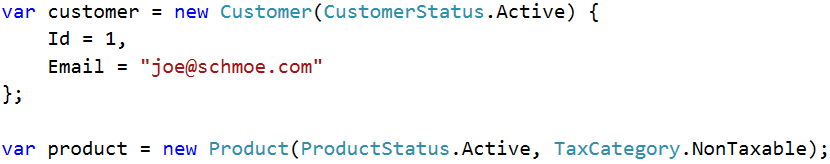 var customer = new Customer(CustomerStatus.Active) {
    Id = 1,
    Email = "joe@schmoe.com"
};

var product = new Product(ProductStatus.Active, TaxCategory.NonTaxable);